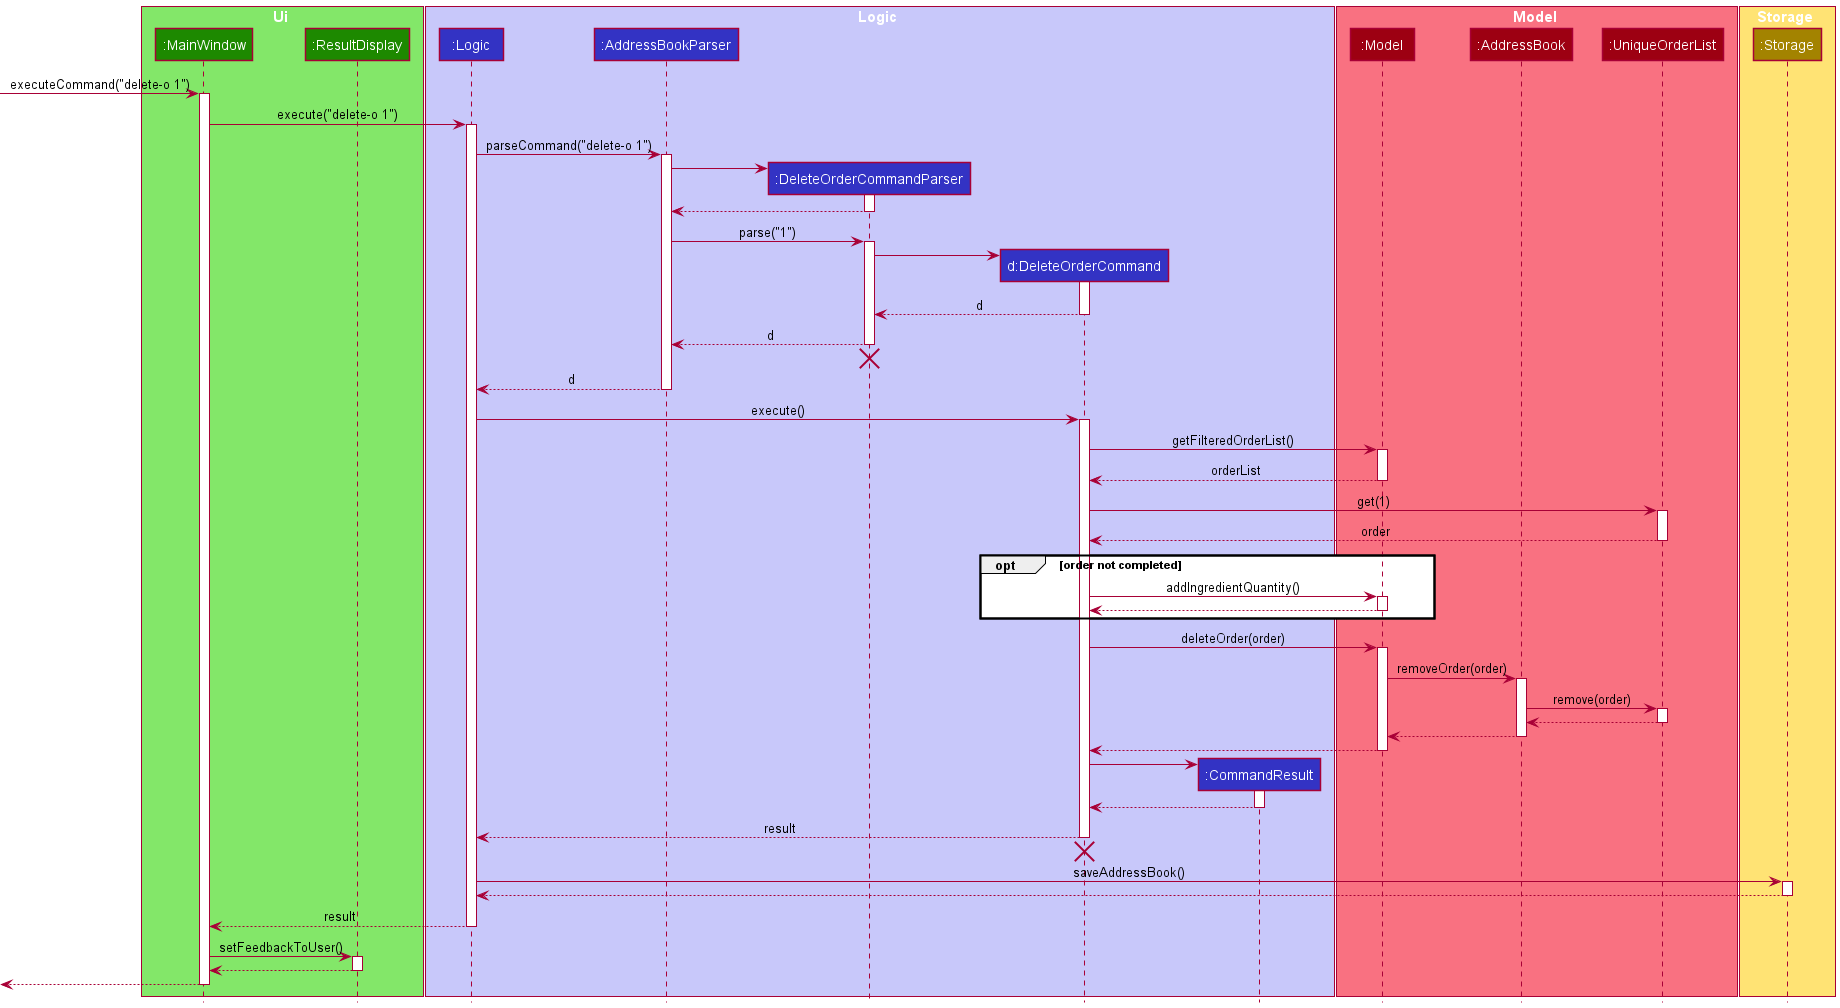 Ui
Logic
Model
Storage
:MainWindow
:ResultDisplay
:Logic
:AddressBookParser
:Model
:AddressBook
:UniqueOrderList
:Storage
executeCommand("delete-o 1")
execute("delete-o 1")
parseCommand("delete-o 1")
:DeleteOrderCommandParser
parse("1")
d:DeleteOrderCommand
d
d
d
execute()
getFilteredOrderList()
orderList
get(1)
order
opt
[order not completed]
addIngredientQuantity()
deleteOrder(order)
removeOrder(order)
remove(order)
:CommandResult
result
saveAddressBook()
result
setFeedbackToUser()